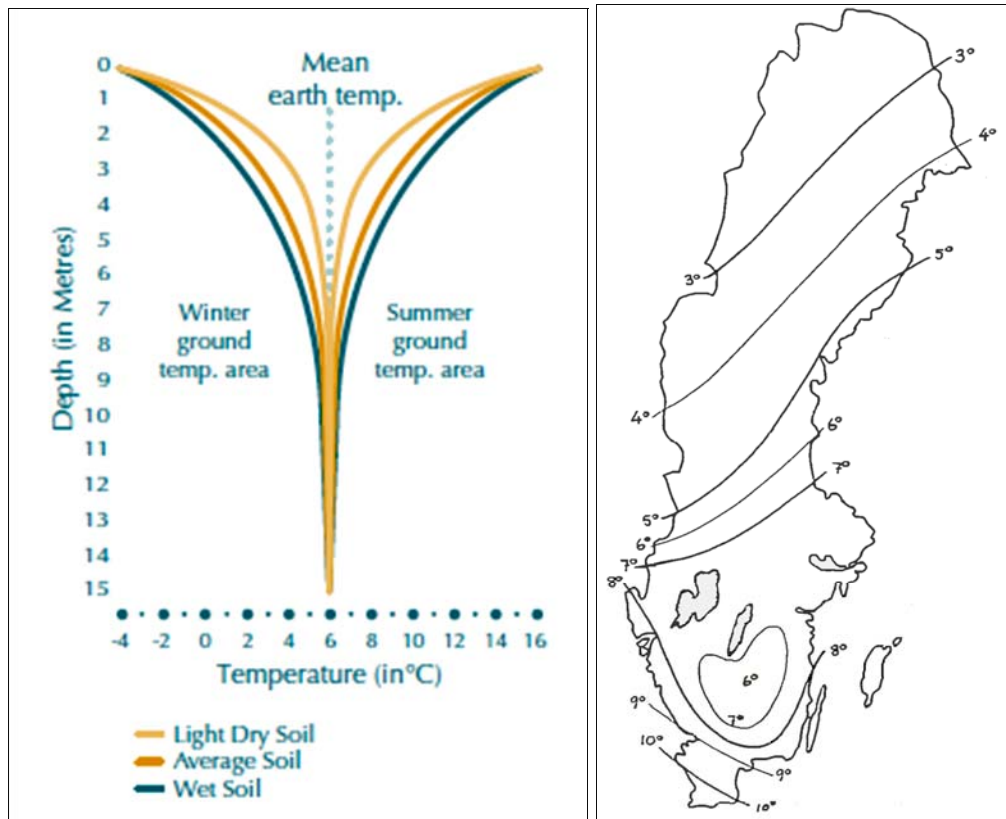 0
1
2
3
4
5
6
7
8
9
10
11
12
13
14
15
Depth (in Metres)
Mean
earth temp.
Winter
ground
temp. area
Summer
ground
temp. area
-4 -2 0 2 4 6 8 10 12 14 16
Temperature (in°C)
Light Dry Soil
Average Soil
Wet Soil
3°
4°
3°
5°
4°
6°
7°
5°
6°
7°
8°
8°
6°
9°
7°
10°
9°
10°